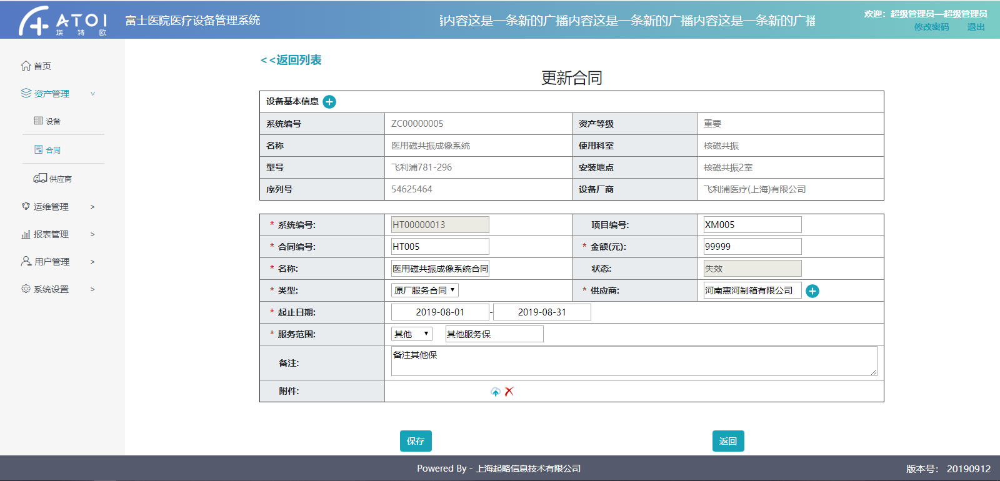 ATOI
埃特欧
富士医院医疗设备管理系统
内容这是一条新的广播内容这是一条新的广播内容这是一条新的广播
欢迎：超级管理员—超级管理员
修改密码 退出
首页
资产管理
设备
合同
供应商
运维管理 >
报表管理 >
用户管理 >
系统设置 >
<<返回列表
更新合同
设备基本信息
系统编号 ZC00000005 资产等级 重要
名称 医用磁共振成像系统 使用科室 核磁共振
型号 飞利浦781-296 安装地点 核磁共振2室
序列号 54625464 设备厂商 飞利浦医疗(上海)有限公司
* 系统编号: HT00000013 项目编号: XM005
* 合同编号: HT005 * 金额(元): 99999
* 名称: 医用磁共振成像系统合同 状态: 失效
* 类型: 原厂服务合同 * 供应商: 河南惠河制箱有限公司
* 起止日期: 2019-08-01 - 2019-08-31
* 服务范围: 其他 其他服务保
备注: 备注其他保
附件:
保存 返回
Powered By - 上海起略信息技术有限公司
版本号： 20190912